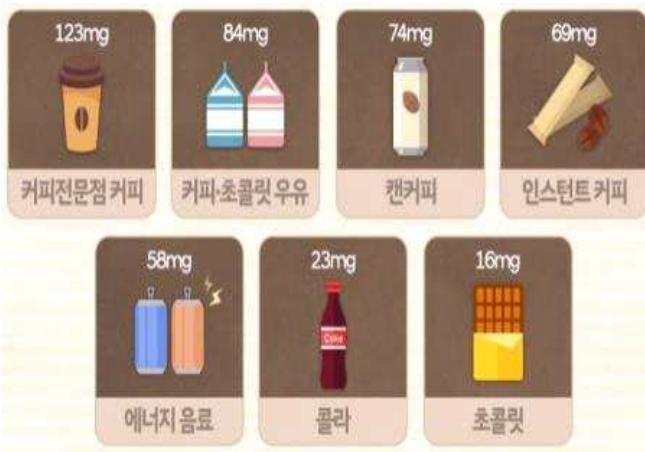 123mg
84mg
74mg
69mg
커피전문점 커피
커피·초콜릿 우유
캔커피
인스턴트 커피
58mg
23mg
16mg
Coke
에너지 음료
콜라
초콜릿